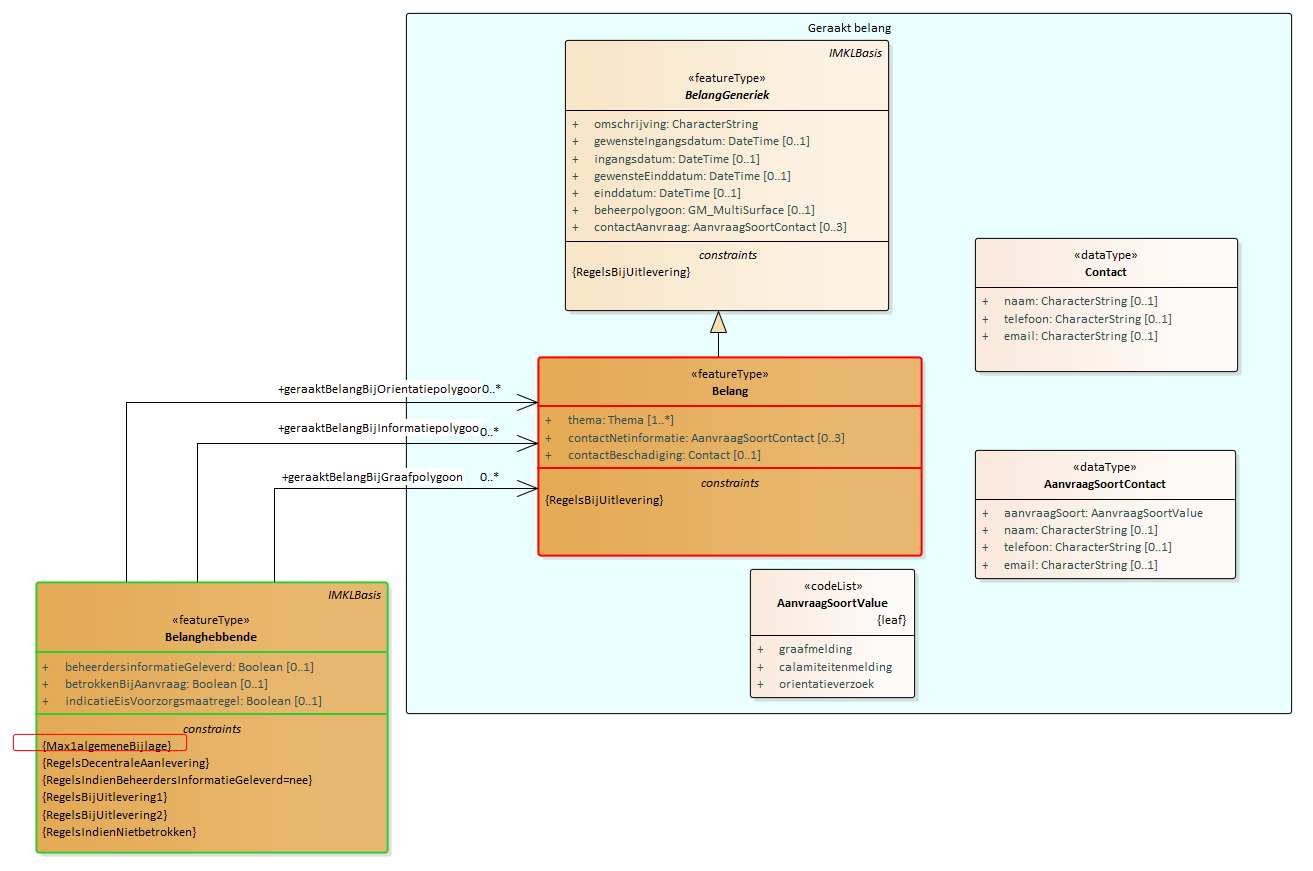 Geraakt belang
IMKLBasis
«featureType»
BelangGeneriek
+ omschrijving: CharacterString
+ gewensteIngangsdatum: DateTime [0..1]
+ ingangsdatum: DateTime [0..1]
+ gewensteEinddatum: DateTime [0..1]
+ einddatum: DateTime [0..1]
+ beheerpolygoon: GM_MultiSurface [0..1]
+ contactAanvraag: AanvraagSoortContact [0..3]
constraints
{RegelsBijUitlevering}
«dataType»
Contact
+ naam: CharacterString [0..1]
+ telefoon: CharacterString [0..1]
+ email: CharacterString [0..1]
«featureType»
Belang
+ thema: Thema [1..*]
+ contactNetinformatie: AanvraagSoortContact [0..3]
+ contactBeschadiging: Contact [0..1]
constraints
{RegelsBijUitlevering}
+geraaktBelangBijOrientatiepolygoor 0..*
+geraaktBelangBijInformatiepolygoo 0..*
+geraaktBelangBijGraafpolygoon 0..*
«dataType»
AanvraagSoortContact
+ aanvraagSoort: AanvraagSoortValue
+ naam: CharacterString [0..1]
+ telefoon: CharacterString [0..1]
+ email: CharacterString [0..1]
«codeList»
AanvraagSoortValue
{leaf}
+ graafmelding
+ calamiteitenmelding
+ orientatieverzoek
IMKLBasis
«featureType»
Belanghebbende
+ beheerdersinformatieGeleverd: Boolean [0..1]
+ betrokkenBijAanvraag: Boolean [0..1]
+ indicatieEisVoorzorgsmaatregel: Boolean [0..1]
constraints
{Max1algemeneBijlage}
{RegelsDecentraleAanlevering}
{RegelsIndienBeheerdersInformatieGeleverd=nee}
{RegelsBijUitlevering1}
{RegelsBijUitlevering2}
{RegelsIndienNietbetrokken}